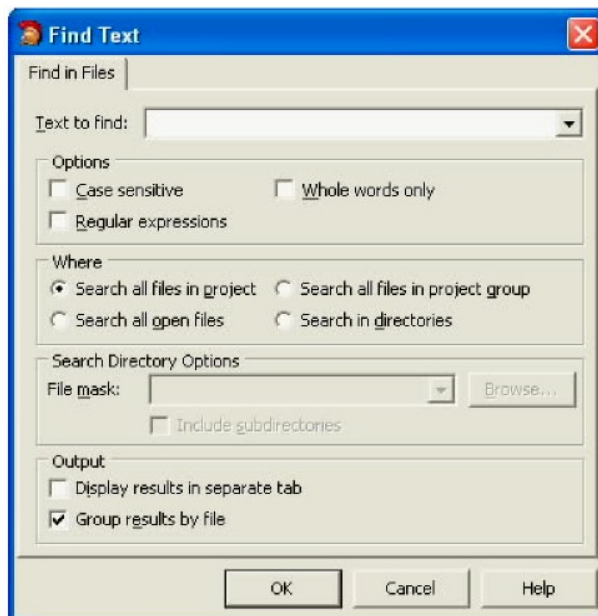 Find Text
Find in Files
Text to find:
Options
Case sensitive Whole words only
Regular expressions
Where
Search all files in project Search all files in project group
Search all open files Search in directories
Search Directory Options
File mask: Browse...
Include subdirectories
Output
Display results in separate tab
Group results by file
OK Cancel Help